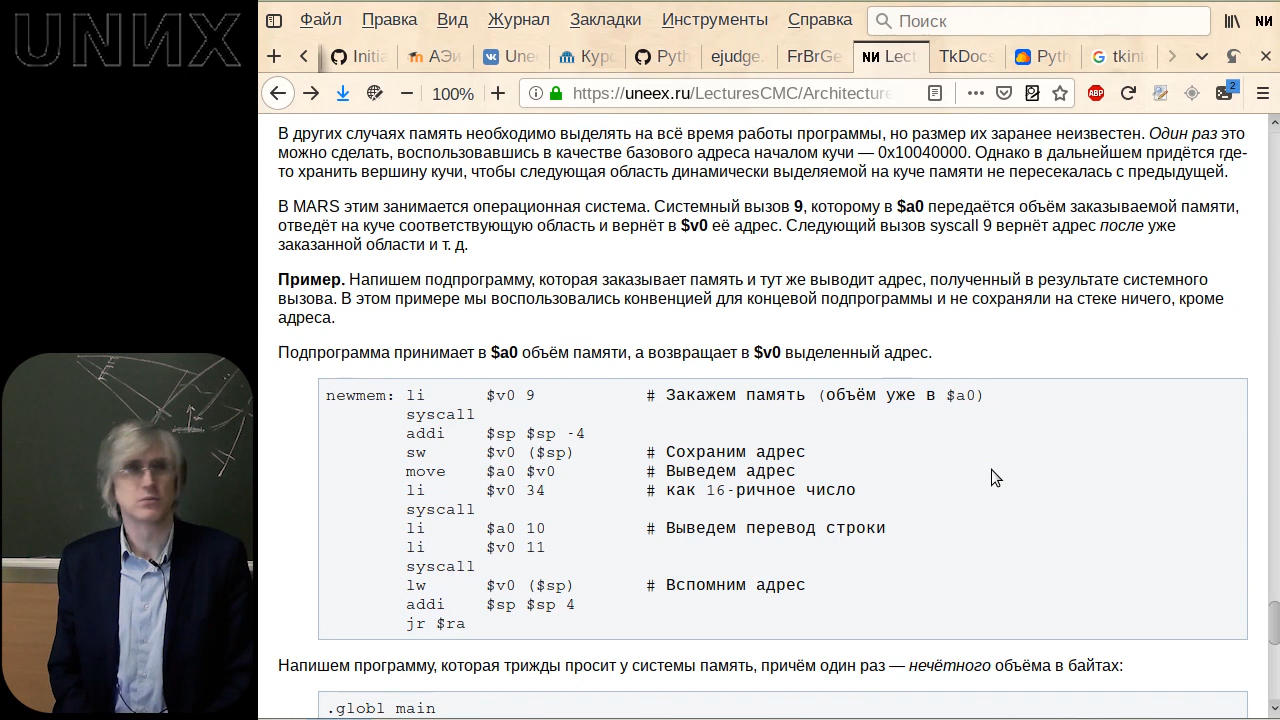 UNИX
Файл Правка Вид Журнал Закладки Инструменты Справка Поиск
Initia АЭи Unee Курс Pyth ejudge. FrBrGe Lect TkDocs Pyth tkint
100% https://uneex.ru/LecturesCMC/Architecture ABP 2
В других случаях память необходимо выделять на всё время работы программы, но размер их заранее неизвестен. Один раз это
можно сделать, воспользовавшись в качестве базового адреса началом кучи — 0x10040000. Однако в дальнейшем придётся где-
то хранить вершину кучи, чтобы следующая область динамически выделяемой на куче памяти не пересекалась с предыдущей.
В MARS этим занимается операционная система. Системный вызов 9, которому в $a0 передаётся объём заказываемой памяти,
отведёт на куче соответствующую область и вернёт в $v0 её адрес. Следующий вызов syscall 9 вернёт адрес после уже
заказанной области и т. д.
Пример. Напишем подпрограмму, которая заказывает память и тут же выводит адрес, полученный в результате системного
вызова. В этом примере мы воспользовались конвенцией для концевой подпрограммы и не сохраняли на стеке ничего, кроме
адреса.
Подпрограмма принимает в $a0 объём памяти, а возвращает в $v0 выделенный адрес.
newmem: li $v0 9 # Закажем память (объём уже в $a0)
syscall
addi $sp $sp -4
sw $v0 ($sp) # Сохраним адрес
move $a0 $v0 # Выведем адрес
li $v0 34 # как 16-ричное число
syscall
li $a0 10 # Выведем перевод строки
li $v0 11
syscall
lw $v0 ($sp) # Вспомним адрес
addi $sp $sp 4
jr $ra
Напишем программу, которая трижды просит у системы память, причём один раз — нечётного объёма в байтах:
.globl main